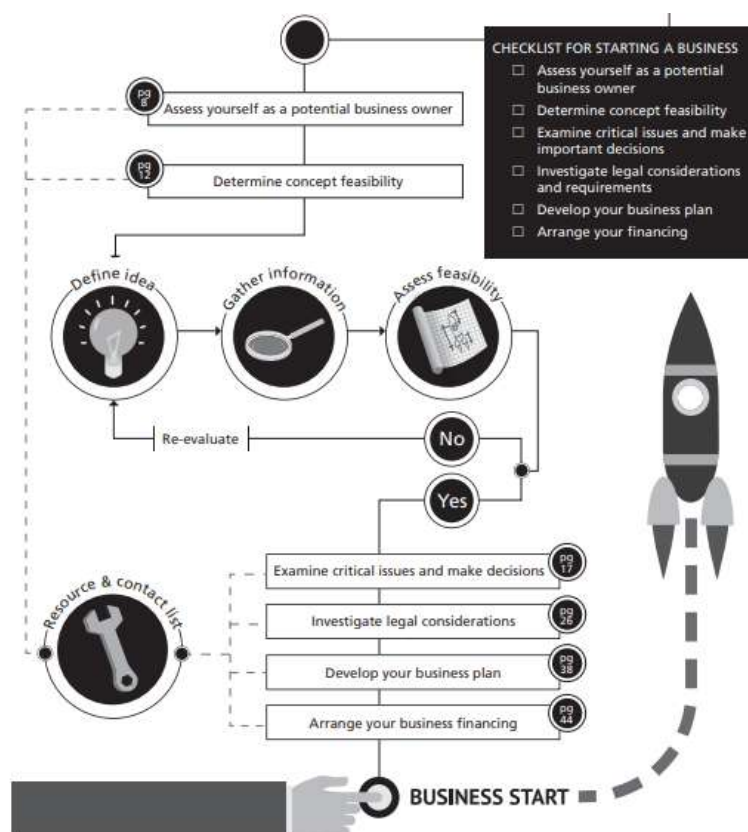 CHECKLIST FOR STARTING A BUSINESS
☐ Assess yourself as a potential
business owner
☐ Determine concept feasibility
☐ Examine critical issues and make
important decisions
☐ Investigate legal considerations
and requirements
☐ Develop your business plan
☐ Arrange your financing
pg
8
Assess yourself as a potential business owner
pg
12
Determine concept feasibility
Define idea
Gather information
Assess feasibility
No
Re-evaluate
Yes
Resource & contact list
Examine critical issues and make decisions
pg
17
Investigate legal considerations
pg
26
Develop your business plan
pg
38
Arrange your business financing
pg
44
BUSINESS START